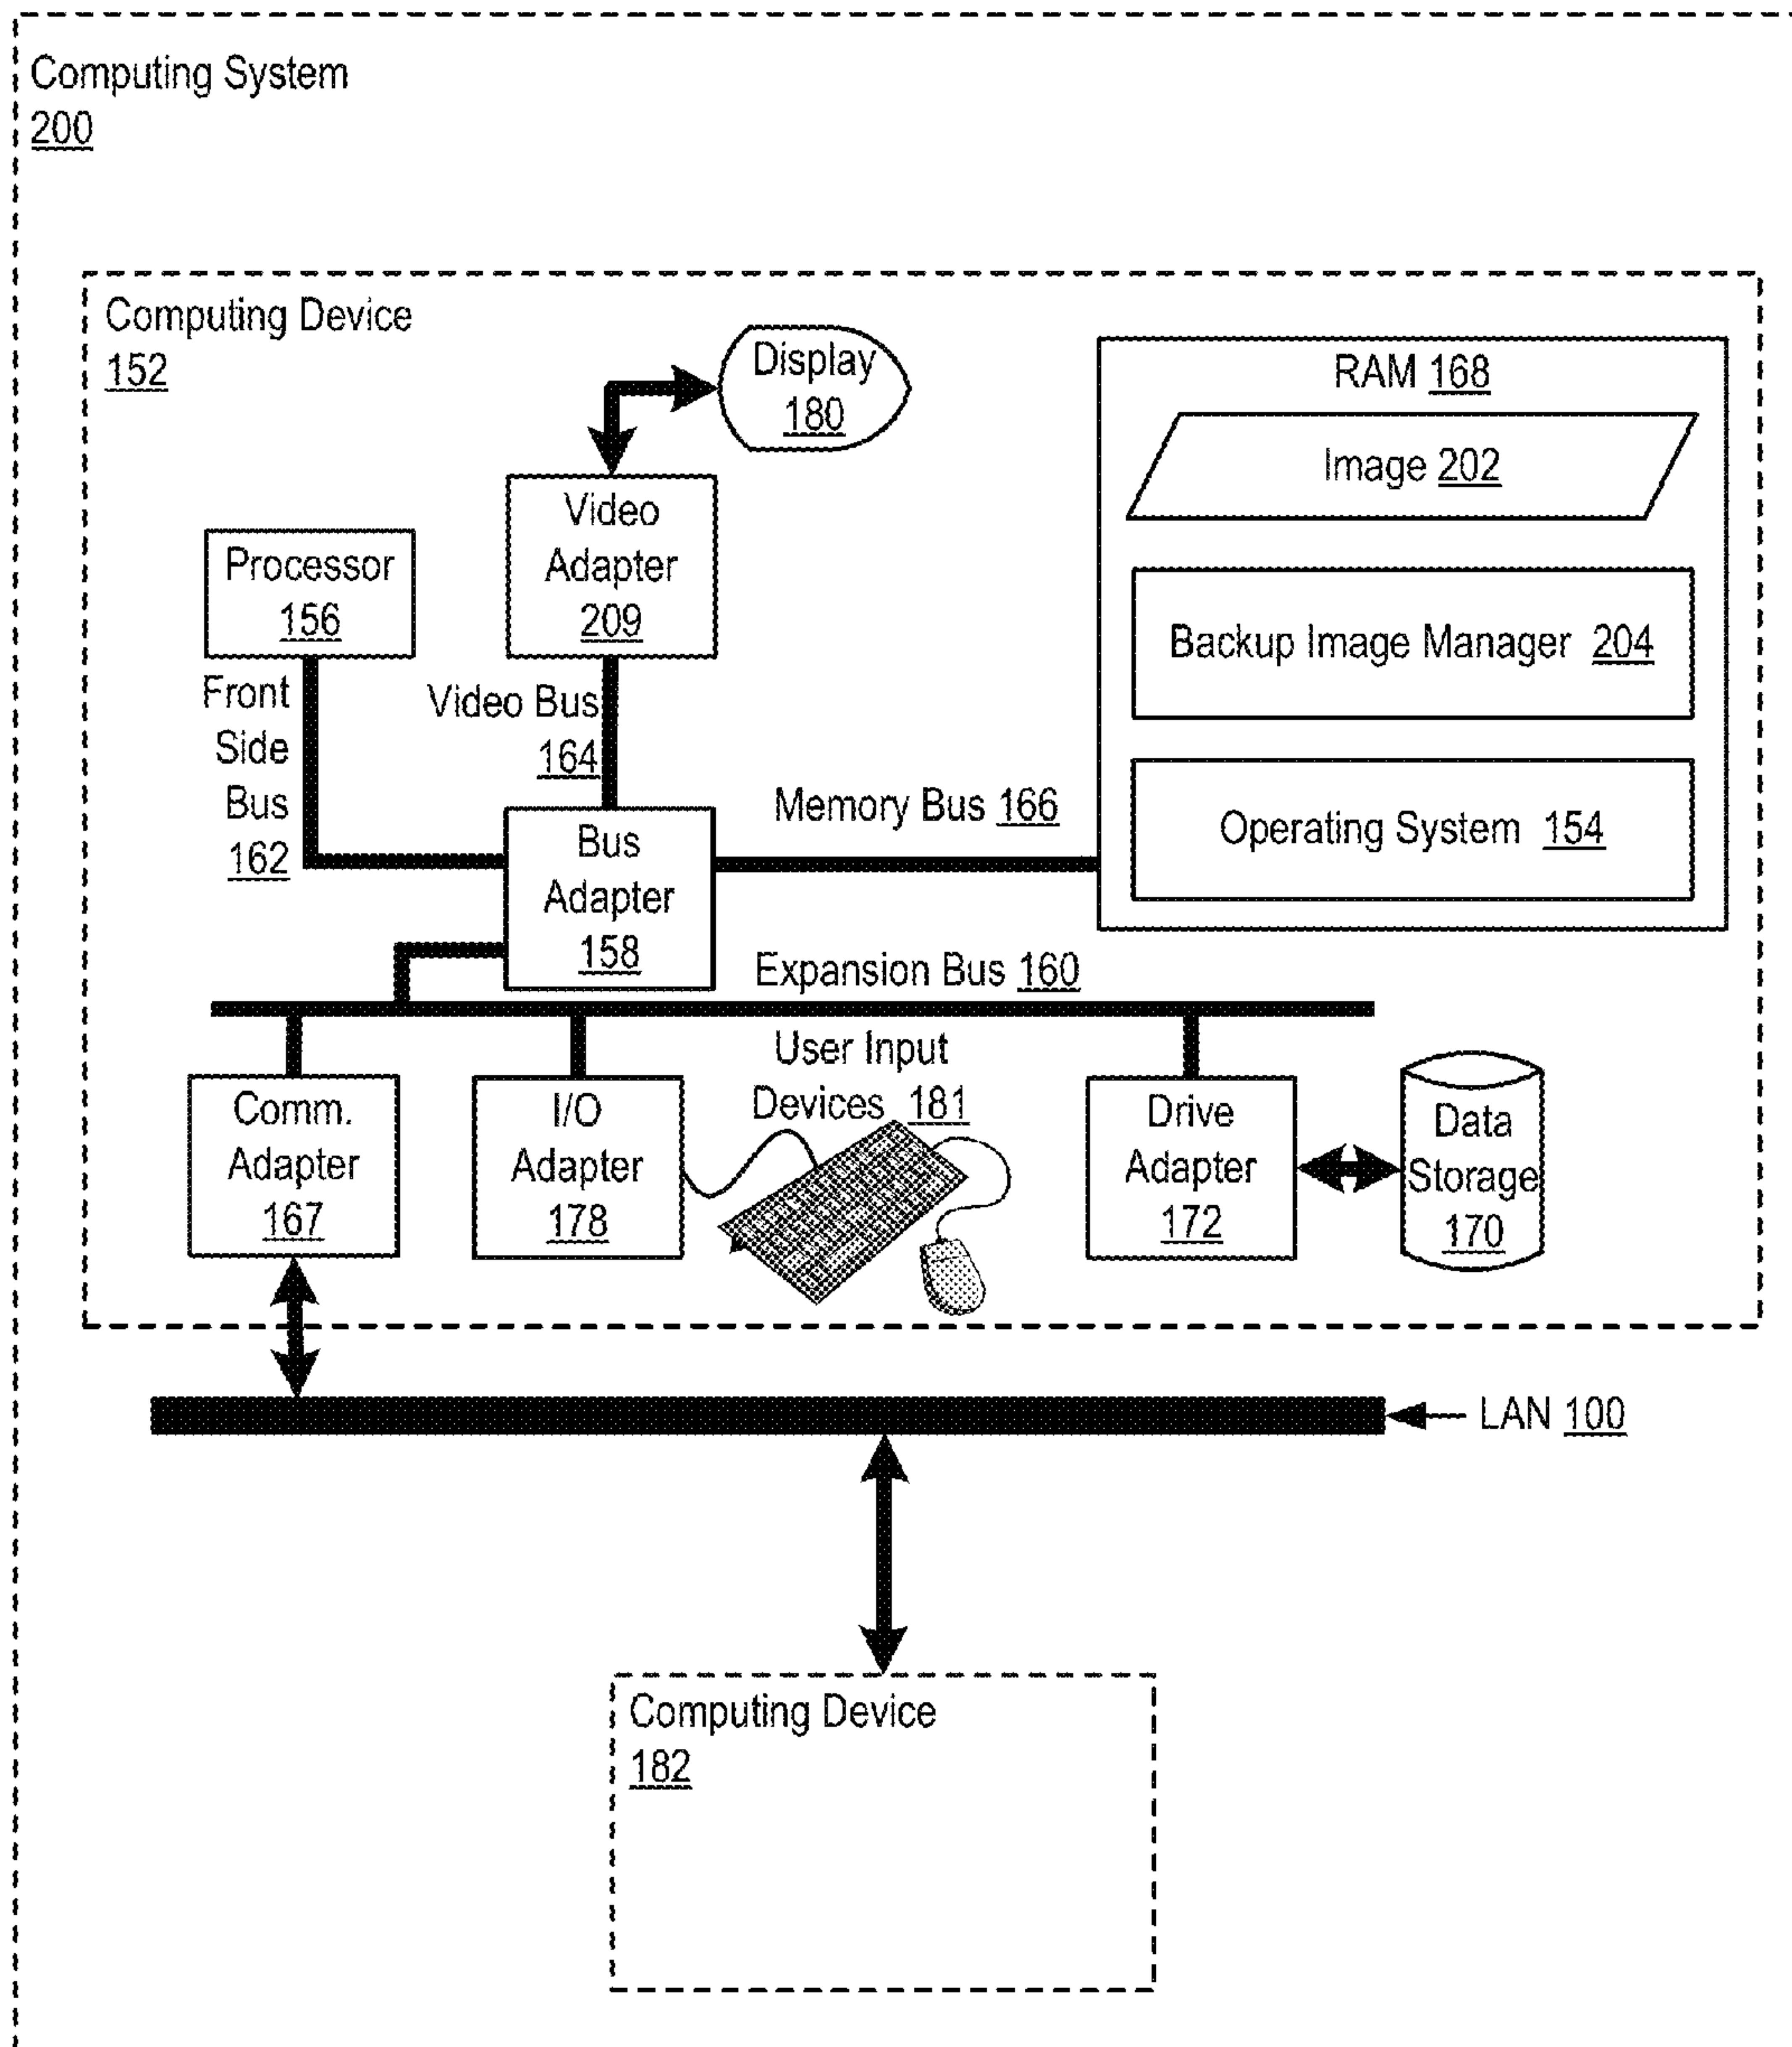 Computing System
200
Computing Device
152
Display
180
RAM 168
Image 202
Video
Adapter
209
Processor
156
Backup Image Manager 204
Front
Side
Bus
162
Video Bus
164
Memory Bus 166
Operating System 154
Bus
Adapter
158
Expansion Bus 160
User Input
Devices 181
Comm.
Adapter
167
I/O
Adapter
178
Drive
Adapter
172
Data
Storage
170
LAN 100
Computing Device
182